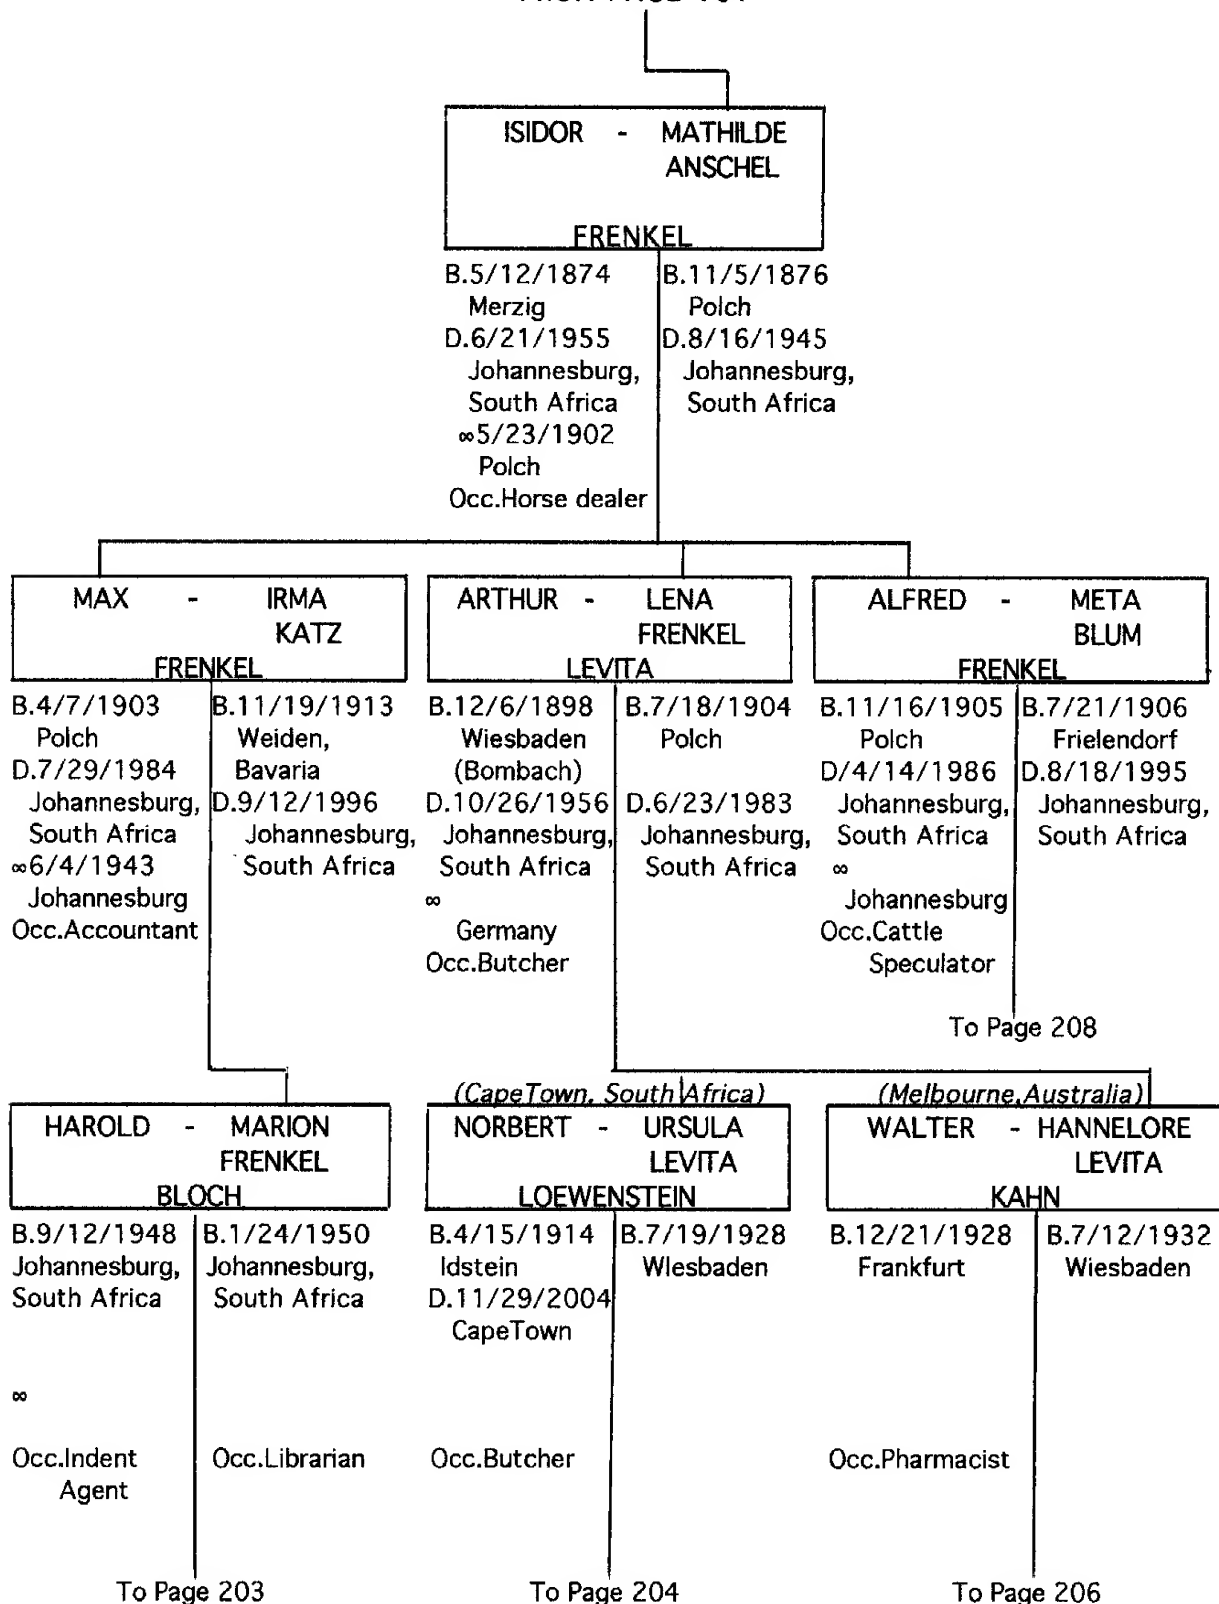 ISIDOR - MATHILDE
ANSCHEL
FRENKEL
B.5/12/1874
Merzig
D.6/21/1955
Johannesburg,
South Africa
∞5/23/1902
Polch
Occ.Horse dealer
B.11/5/1876
Polch
D.8/16/1945
Johannesburg,
South Africa
MAX - IRMA
KATZ
FRENKEL
B.4/7/1903
Polch
D.7/29/1984
Johannesburg,
South Africa
∞6/4/1943
Johannesburg
Occ.Accountant
B.11/19/1913
Weiden,
Bavaria
D.9/12/1996
Johannesburg,
South Africa
ARTHUR - LENA
FRENKEL
LEVITA
B.12/6/1898
Wiesbaden
(Bombach)
D.10/26/1956
Johannesburg,
South Africa
∞
Germany
Occ.Butcher
B.7/18/1904
Polch
D.6/23/1983
Johannesburg,
South Africa
ALFRED - META
BLUM
FRENKEL
B.11/16/1905
Polch
D/4/14/1986
Johannesburg,
South Africa
∞
Johannesburg
Occ.Cattle
Speculator
B.7/21/1906
Frielendorf
D.8/18/1995
Johannesburg,
South Africa
To Page 208
HAROLD - MARION
FRENKEL
BLOCH
B.9/12/1948
Johannesburg,
South Africa
∞
Occ.Indent
Agent
B.1/24/1950
Johannesburg,
South Africa
Occ.Librarian
To Page 203
(CapeTown, South Africa)
NORBERT - URSULA
LEVITA
LOEWENSTEIN
B.4/15/1914
Idstein
D.11/29/2004
CapeTown
Occ.Butcher
B.7/19/1928
WIesbaden
To Page 204
(Melbourne,Australia)
WALTER - HANNELORE
LEVITA
KAHN
B.12/21/1928
Frankfurt
Occ.Pharmacist
B.7/12/1932
Wiesbaden
To Page 206